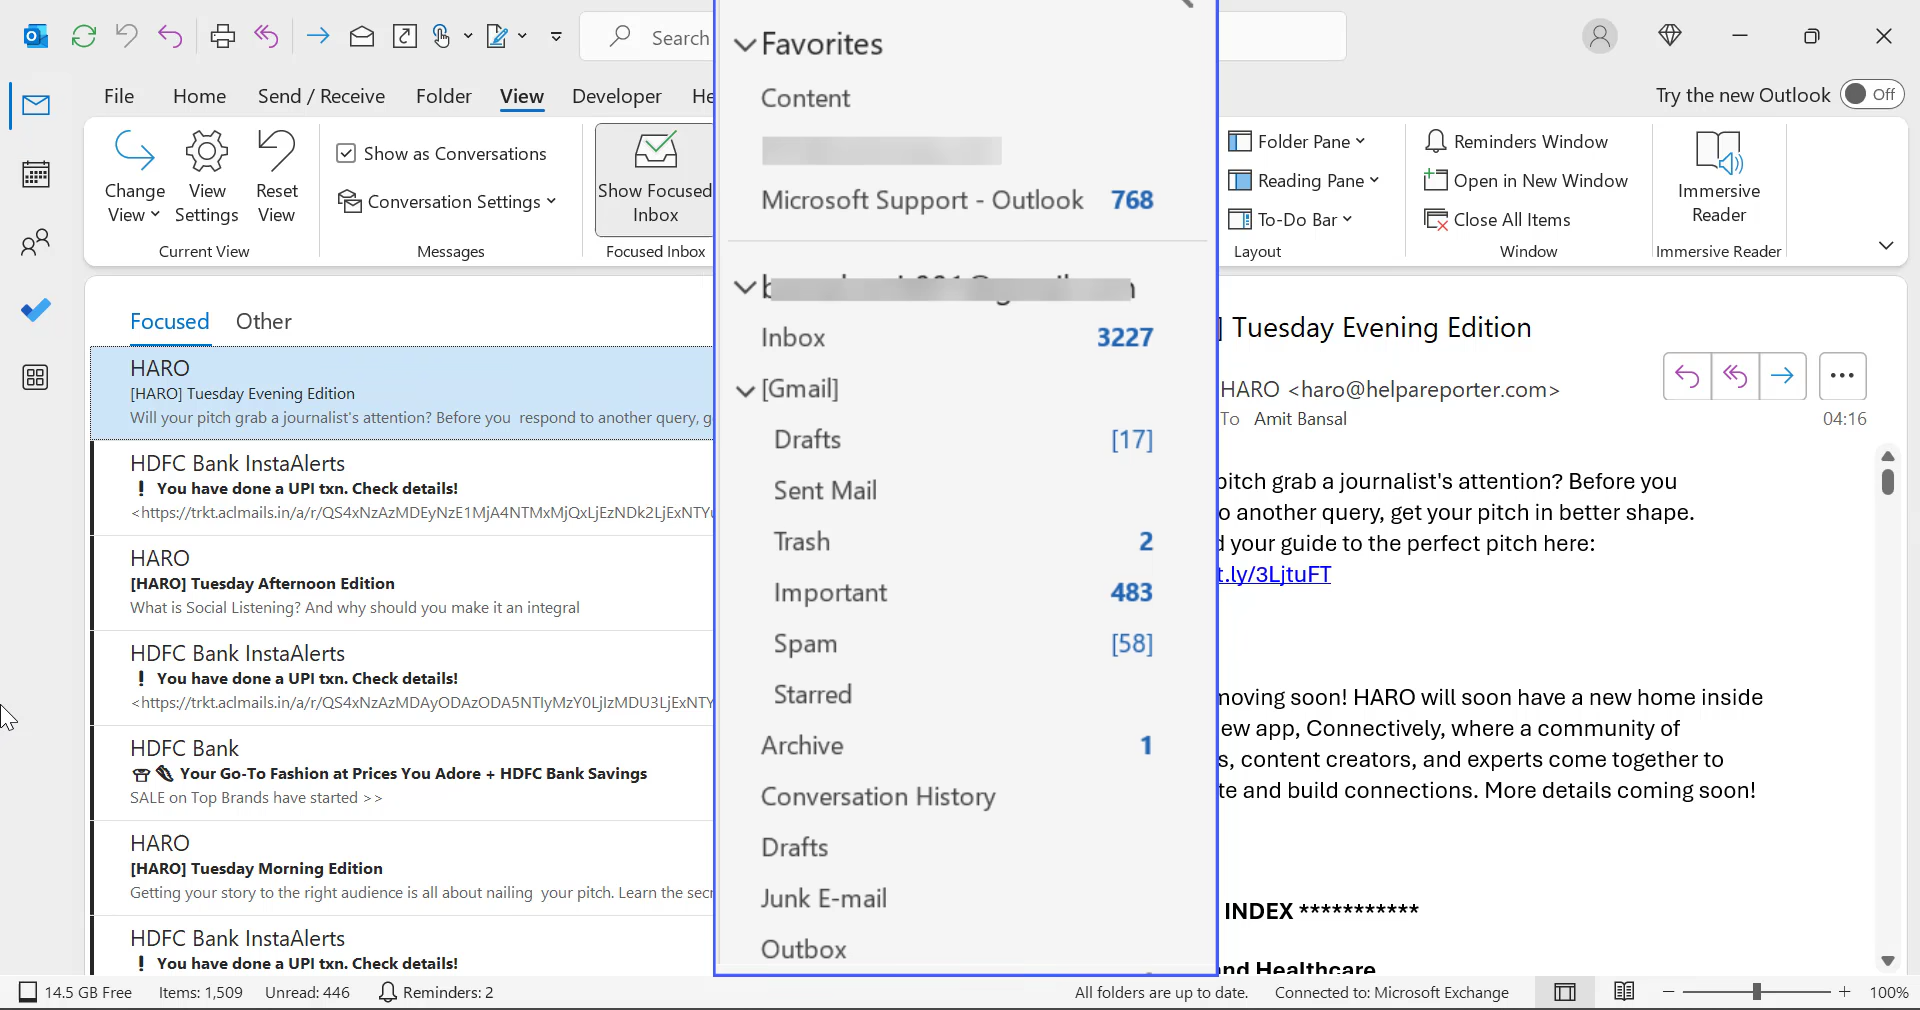 Search
File
Home
Send / Receive
Folder
View
Developer
He
Try the new Outlook
Off
Change View
View Settings
Reset View
Current View
Show as Conversations
Conversation Settings
Messages
Show Focused Inbox
Focused Inbox
Folder Pane
Reading Pane
To-Do Bar
Layout
Reminders Window
Open in New Window
Close All Items
Window
Immersive Reader
Immersive Reader
Focused
Other
HARO
[HARO] Tuesday Evening Edition
Will your pitch grab a journalist's attention? Before you respond to another query, g
HDFC Bank InstaAlerts
! You have done a UPI txn. Check details!
<https://trkt.aclmails.in/a/r/QS4xNzAzMDEyNzE1MjA4NTMxMjQxLjEzNDk2LjExNTY
HARO
[HARO] Tuesday Afternoon Edition
What is Social Listening? And why should you make it an integral
HDFC Bank InstaAlerts
! You have done a UPI txn. Check details!
<https://trkt.aclmails.in/a/r/QS4xNzAzMDAyODAzODA5NTIyMzY0LjIzMDU3LjExNTY
HDFC Bank
Your Go-To Fashion at Prices You Adore + HDFC Bank Savings
SALE on Top Brands have started >>
HARO
[HARO] Tuesday Morning Edition
Getting your story to the right audience is all about nailing your pitch. Learn the secr
HDFC Bank InstaAlerts
! You have done a UPI txn. Check details!
Favorites
Content
Microsoft Support - Outlook 768
Inbox 3227
[Gmail]
Drafts [17]
Sent Mail
Trash 2
Important 483
Spam [58]
Starred
Archive 1
Conversation History
Drafts
Junk E-mail
Outbox
] Tuesday Evening Edition
HARO <haro@helpareporter.com>
To Amit Bansal
04:16
pitch grab a journalist's attention? Before you
o another query, get your pitch in better shape.
d your guide to the perfect pitch here:
t.ly/3LjtuFT
moving soon! HARO will soon have a new home inside
ew app, Connectively, where a community of
s, content creators, and experts come together to
te and build connections. More details coming soon!
INDEX ***********
nd Healthcare
14.5 GB Free
Items: 1,509
Unread: 446
Reminders: 2
All folders are up to date.
Connected to: Microsoft Exchange
100%